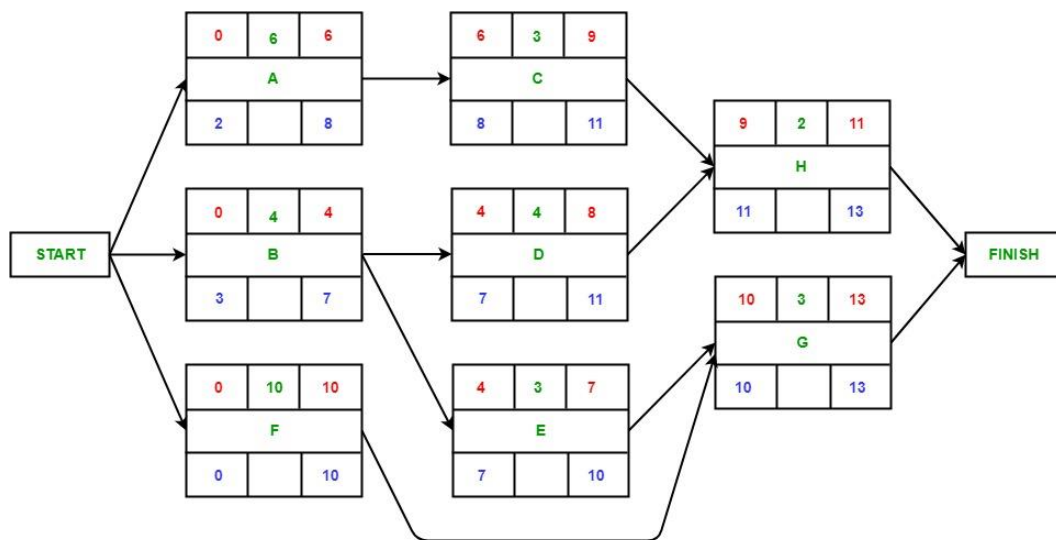 0 6 6
A
2 8
6 3 9
C
8 11
9 2 11
H
11 13
START
0 4 4
B
3 7
4 4 8
D
7 11
FINISH
10 3 13
G
10 13
0 10 10
F
0 10
4 3 7
E
7 10